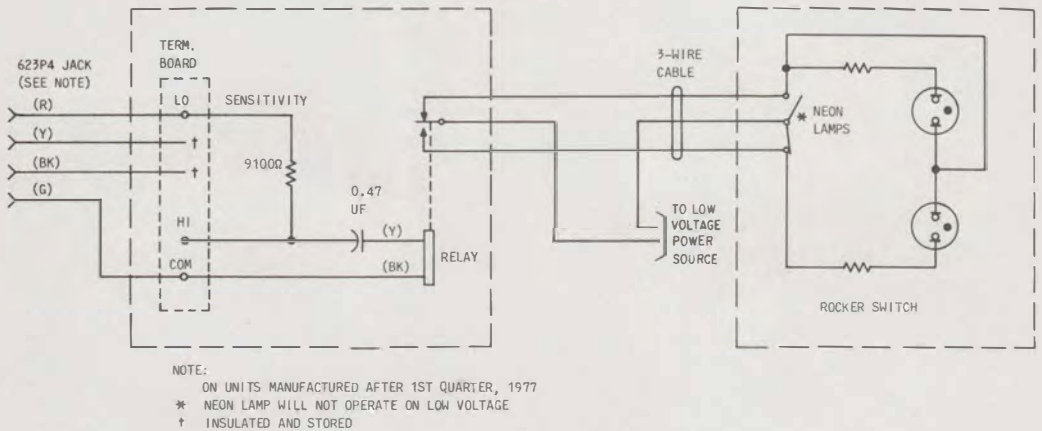 623P4 JACK
(SEE NOTE)
(R)
(Y)
(BK)
(G)
TERM.
BOARD
LO
†
†
HI
COM
SENSITIVITY
9100Ω
0.47
UF
(Y)
(BK)
RELAY
3-WIRE
CABLE
TO LOW
VOLTAGE
POWER
SOURCE
* NEON
LAMPS
ROCKER SWITCH
NOTE:
ON UNITS MANUFACTURED AFTER 1ST QUARTER, 1977
* NEON LAMP WILL NOT OPERATE ON LOW VOLTAGE
† INSULATED AND STORED